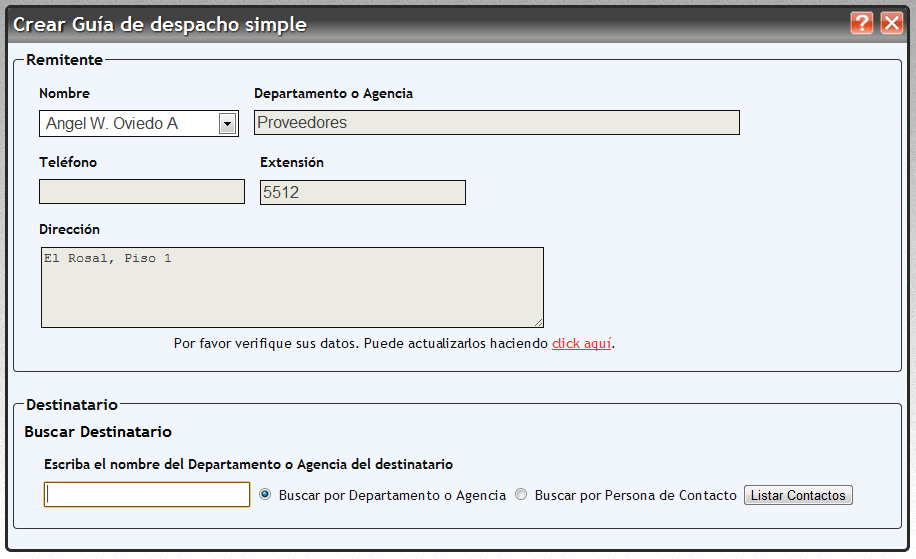 Crear Guía de despacho simple
?
Remitente
Nombre Departamento o Agencia
Angel W. Oviedo A Proveedores
Teléfono Extensión
5512
Dirección
El Rosal, Piso 1
Por favor verifique sus datos. Puede actualizarlos haciendo click aquí.
Destinatario
Buscar Destinatario
Escriba el nombre del Departamento o Agencia del destinatario
Buscar por Departamento o Agencia Buscar por Persona de Contacto Listar Contactos